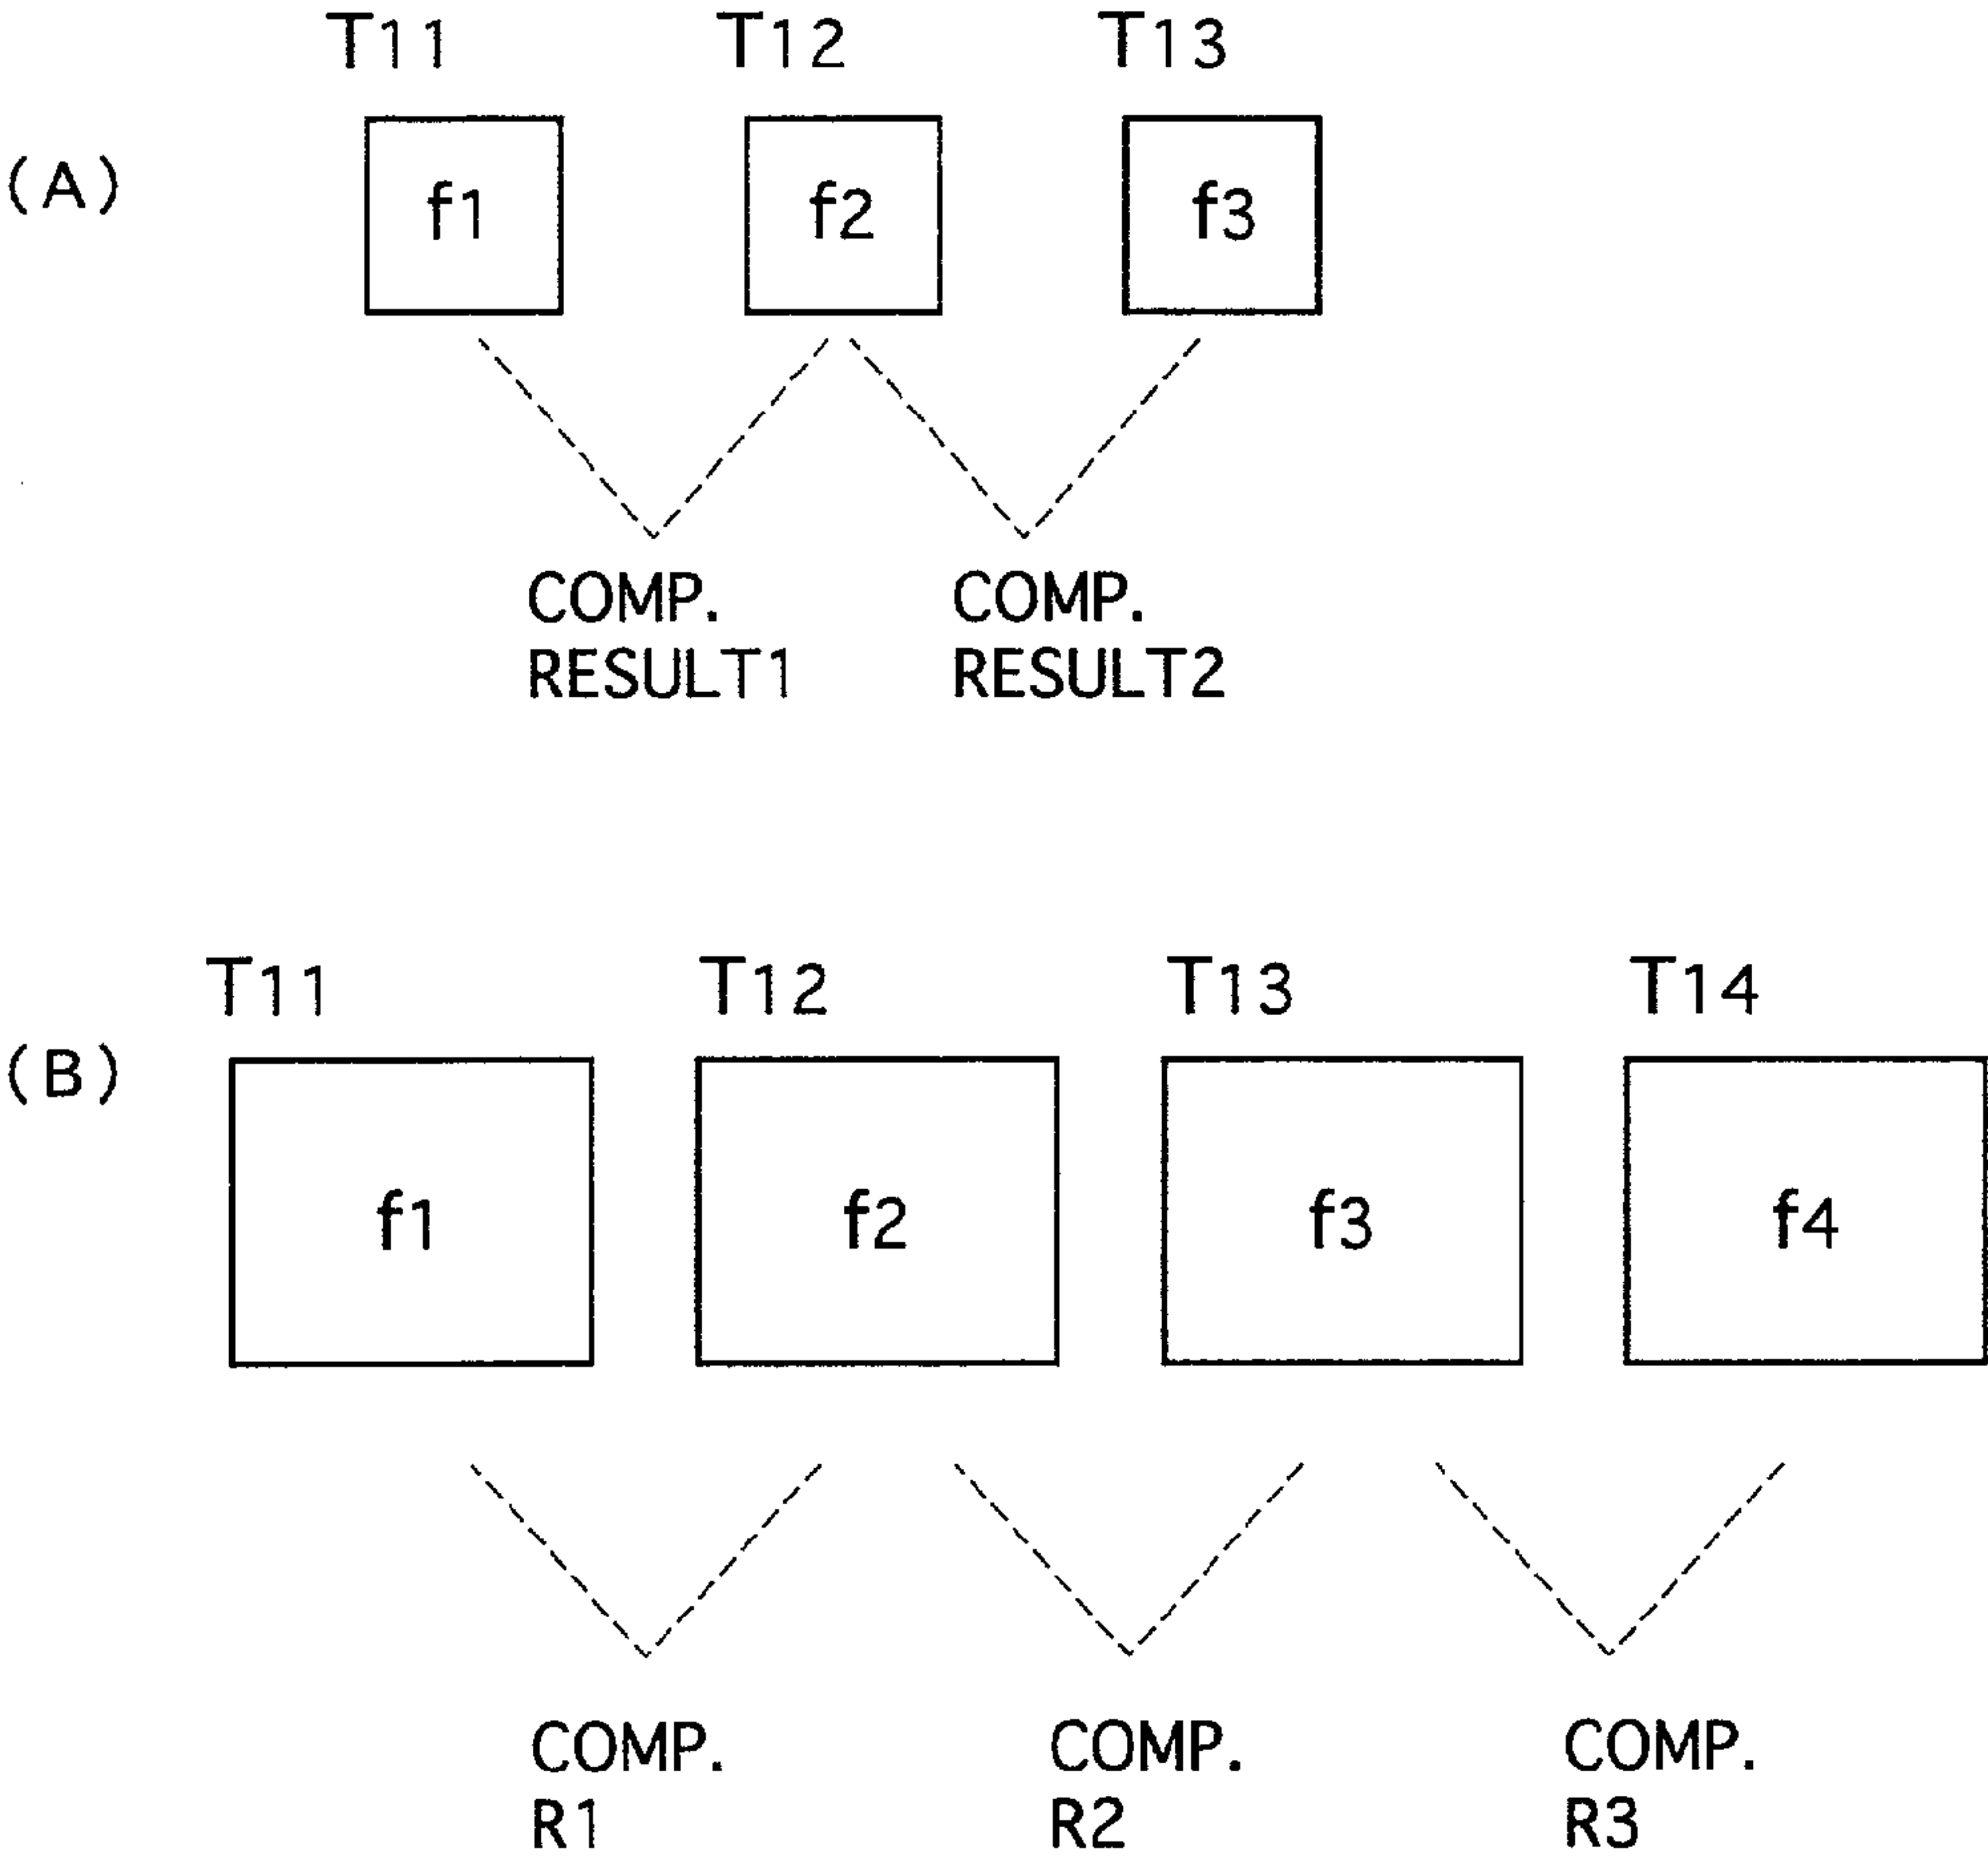 T11 T12 T13
(A)
f1 f2 f3
COMP. COMP.
RESULT1 RESULT2
T11 T12 T13 T14
(B)
f1 f2 f3 f4
COMP. COMP. COMP.
R1 R2 R3